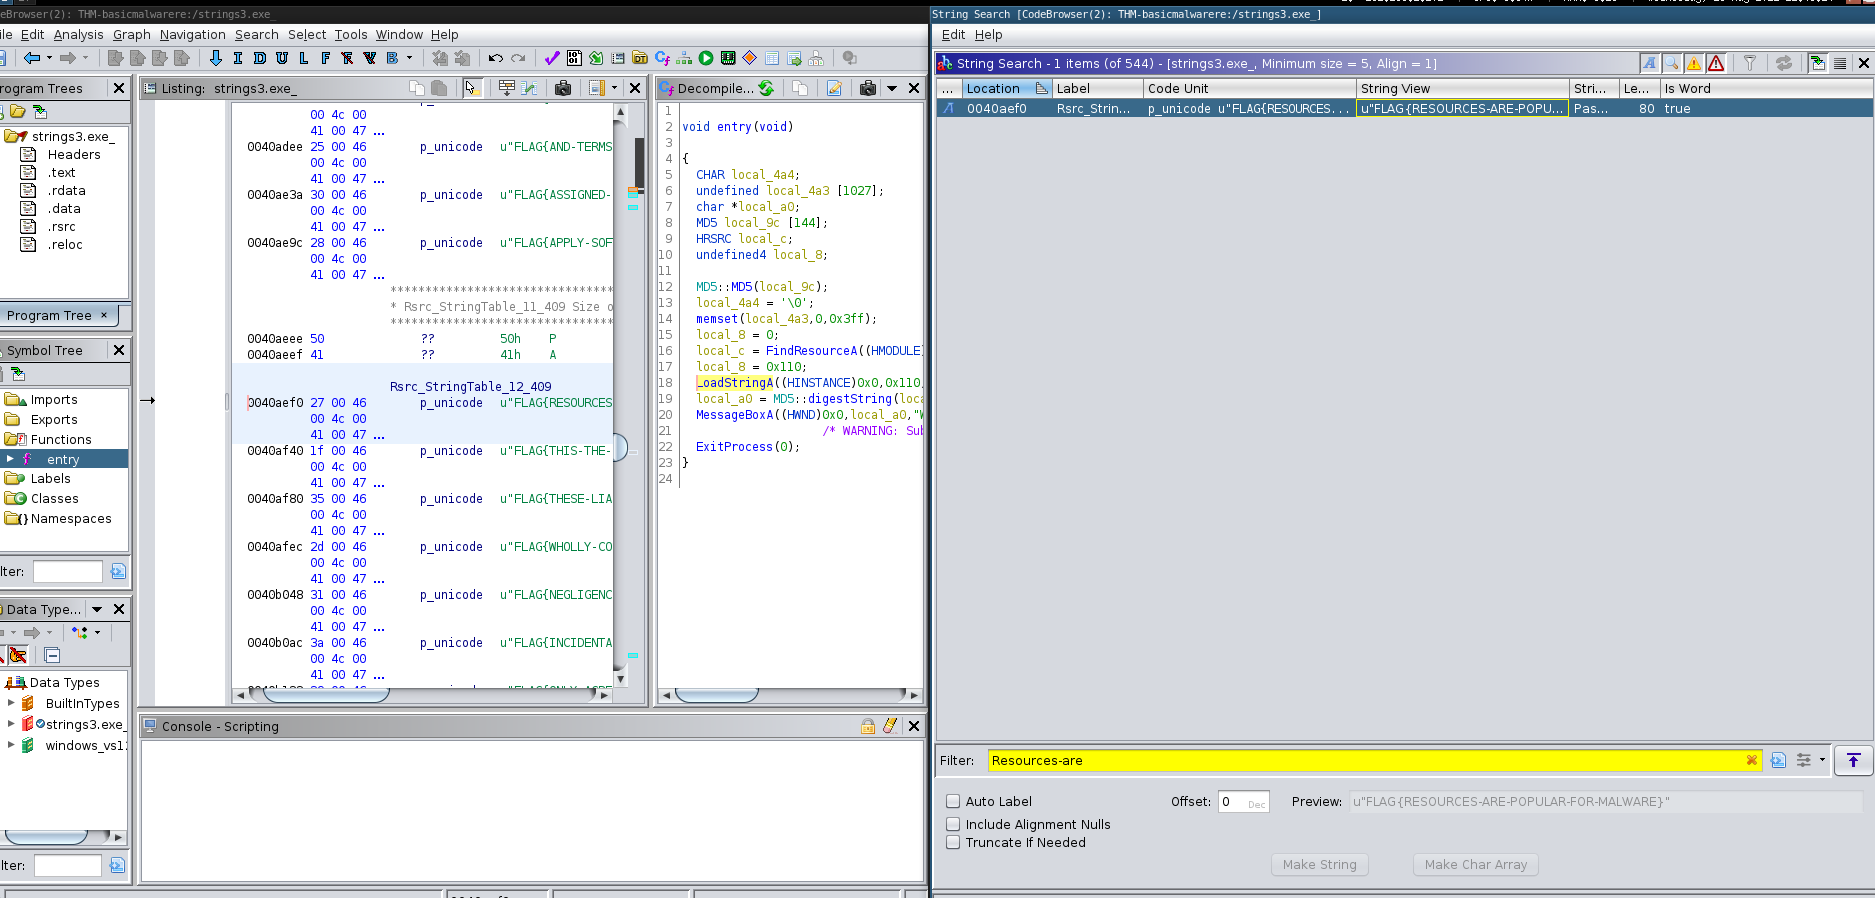 eBrowser(2): THM-basicmalwarere:/strings3.exe_
ile Edit Analysis Graph Navigation Search Select Tools Window Help
I D U L F R V B
rogram Trees
strings3.exe_
Headers
.text
.rdata
.data
.rsrc
.reloc
Program Tree ×
Symbol Tree
Imports
Exports
Functions
f entry
Labels
Classes
Namespaces
lter:
Data Type...
Data Types
BuiltInTypes
strings3.exe_
windows_vs1
lter:
Listing: strings3.exe_
00 4c 00
41 00 47 ...
0040adee 25 00 46 p_unicode u"FLAG{AND-TERMS
00 4c 00
41 00 47 ...
0040ae3a 30 00 46 p_unicode u"FLAG{ASSIGNED-
00 4c 00
41 00 47 ...
0040ae9c 28 00 46 p_unicode u"FLAG{APPLY-SOF
00 4c 00
41 00 47 ...
********************************
* Rsrc_StringTable_11_409 Size o
********************************
0040aeee 50 ?? 50h P
0040aeef 41 ?? 41h A
Rsrc_StringTable_12_409
0040aef0 27 00 46 p_unicode u"FLAG{RESOURCES
00 4c 00
41 00 47 ...
0040af40 1f 00 46 p_unicode u"FLAG{THIS-THE-
00 4c 00
41 00 47 ...
0040af80 35 00 46 p_unicode u"FLAG{THESE-LIA
00 4c 00
41 00 47 ...
0040afec 2d 00 46 p_unicode u"FLAG{WHOLLY-CO
00 4c 00
41 00 47 ...
0040b048 31 00 46 p_unicode u"FLAG{NEGLIGENC
00 4c 00
41 00 47 ...
0040b0ac 3a 00 46 p_unicode u"FLAG{INCIDENTA
00 4c 00
41 00 47 ...
Decompile...
1
2 void entry(void)
3
4 {
5 CHAR local_4a4;
6 undefined local_4a3 [1027];
7 char *local_a0;
8 MD5 local_9c [144];
9 HRSRC local_c;
10 undefined4 local_8;
11
12 MD5::MD5(local_9c);
13 local_4a4 = '\0';
14 memset(local_4a3,0,0x3ff);
15 local_8 = 0;
16 local_c = FindResourceA((HMODULE)
17 local_8 = 0x110;
18 LoadStringA((HINSTANCE)0x0,0x110,
19 local_a0 = MD5::digestString(loca
20 MessageBoxA((HWND)0x0,local_a0,"W
21 /* WARNING: Sub
22 ExitProcess(0);
23 }
24
Console - Scripting
String Search [CodeBrowser(2): THM-basicmalwarere:/strings3.exe_]
Edit Help
String Search - 1 items (of 544) - [strings3.exe_, Minimum size = 5, Align = 1]
... Location Label Code Unit String View Stri... Le... Is Word
0040aef0 Rsrc_Strin... p_unicode u"FLAG{RESOURCES... u"FLAG{RESOURCES-ARE-POPU... Pas... 80 true
Filter: Resources-are
Auto Label Offset: 0 Dec Preview: u"FLAG{RESOURCES-ARE-POPULAR-FOR-MALWARE}"
Include Alignment Nulls
Truncate If Needed
Make String Make Char Array